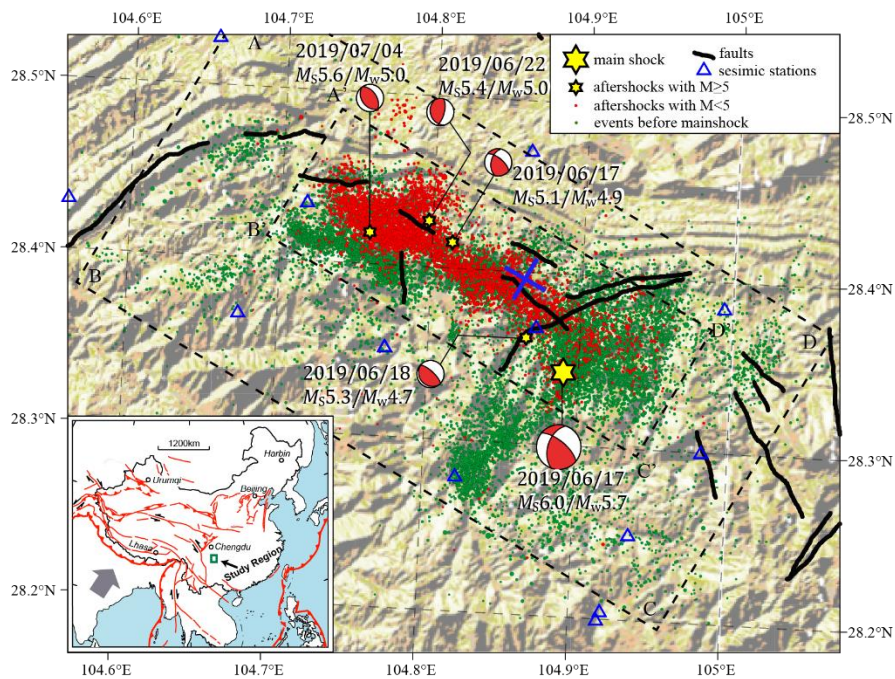 104.6°E 104.7°E 104.8°E 104.9°E 105°E
28.5°N
28.4°N
28.3°N
28.2°N
28.5°N
28.4°N
28.3°N
28.2°N
A
2019/07/04
MS5.6/MW5.0
A'
2019/06/22
MS5.4/MW5.0
2019/06/17
MS5.1/MW4.9
main shock
aftershocks with M≥5
aftershocks with M<5
events before mainshock
faults
sesimic stations
B'
B
D'
D
2019/06/18
MS5.3/MW4.7
2019/06/17
MS6.0/MW5.7
C'
C
1200km
Harbin
Urumqi
Beijing
Lhasa
Chengdu
Study Region
104.6°E 104.7°E 104.8°E 104.9°E 105°E